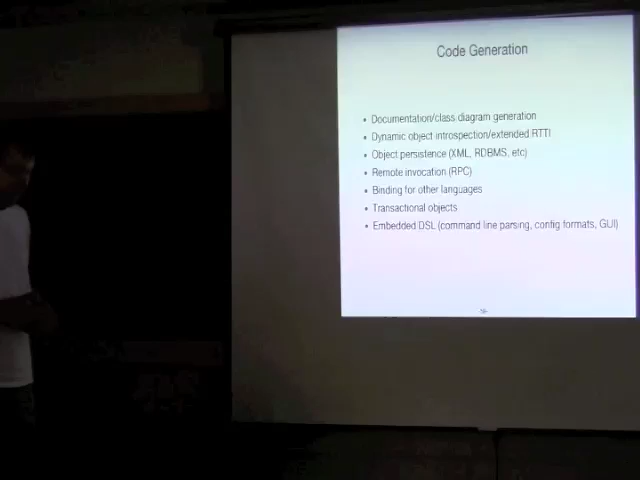 Code Generation
• Documentation/class diagram generation
• Dynamic object introspection/extended RTTI
• Object persistence (XML, RDBMS, etc)
• Remote invocation (RPC)
• Binding for other languages
• Transactional objects
• Embedded DSL (command line parsing, config formats, GUI)